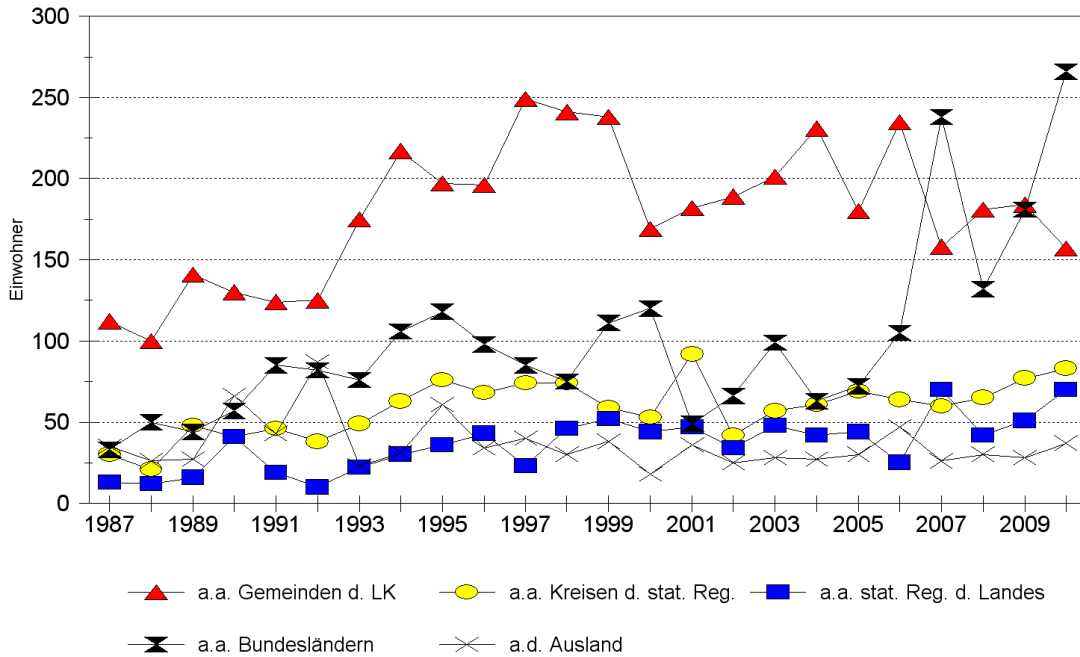 300
250
200
150
100
50
0
Einwohner
1987 1989 1991 1993 1995 1997 1999 2001 2003 2005 2007 2009
a.a. Gemeinden d. LK a.a. Kreisen d. stat. Reg. a.a. stat. Reg. d. Landes
a.a. Bundesländern a.d. Ausland